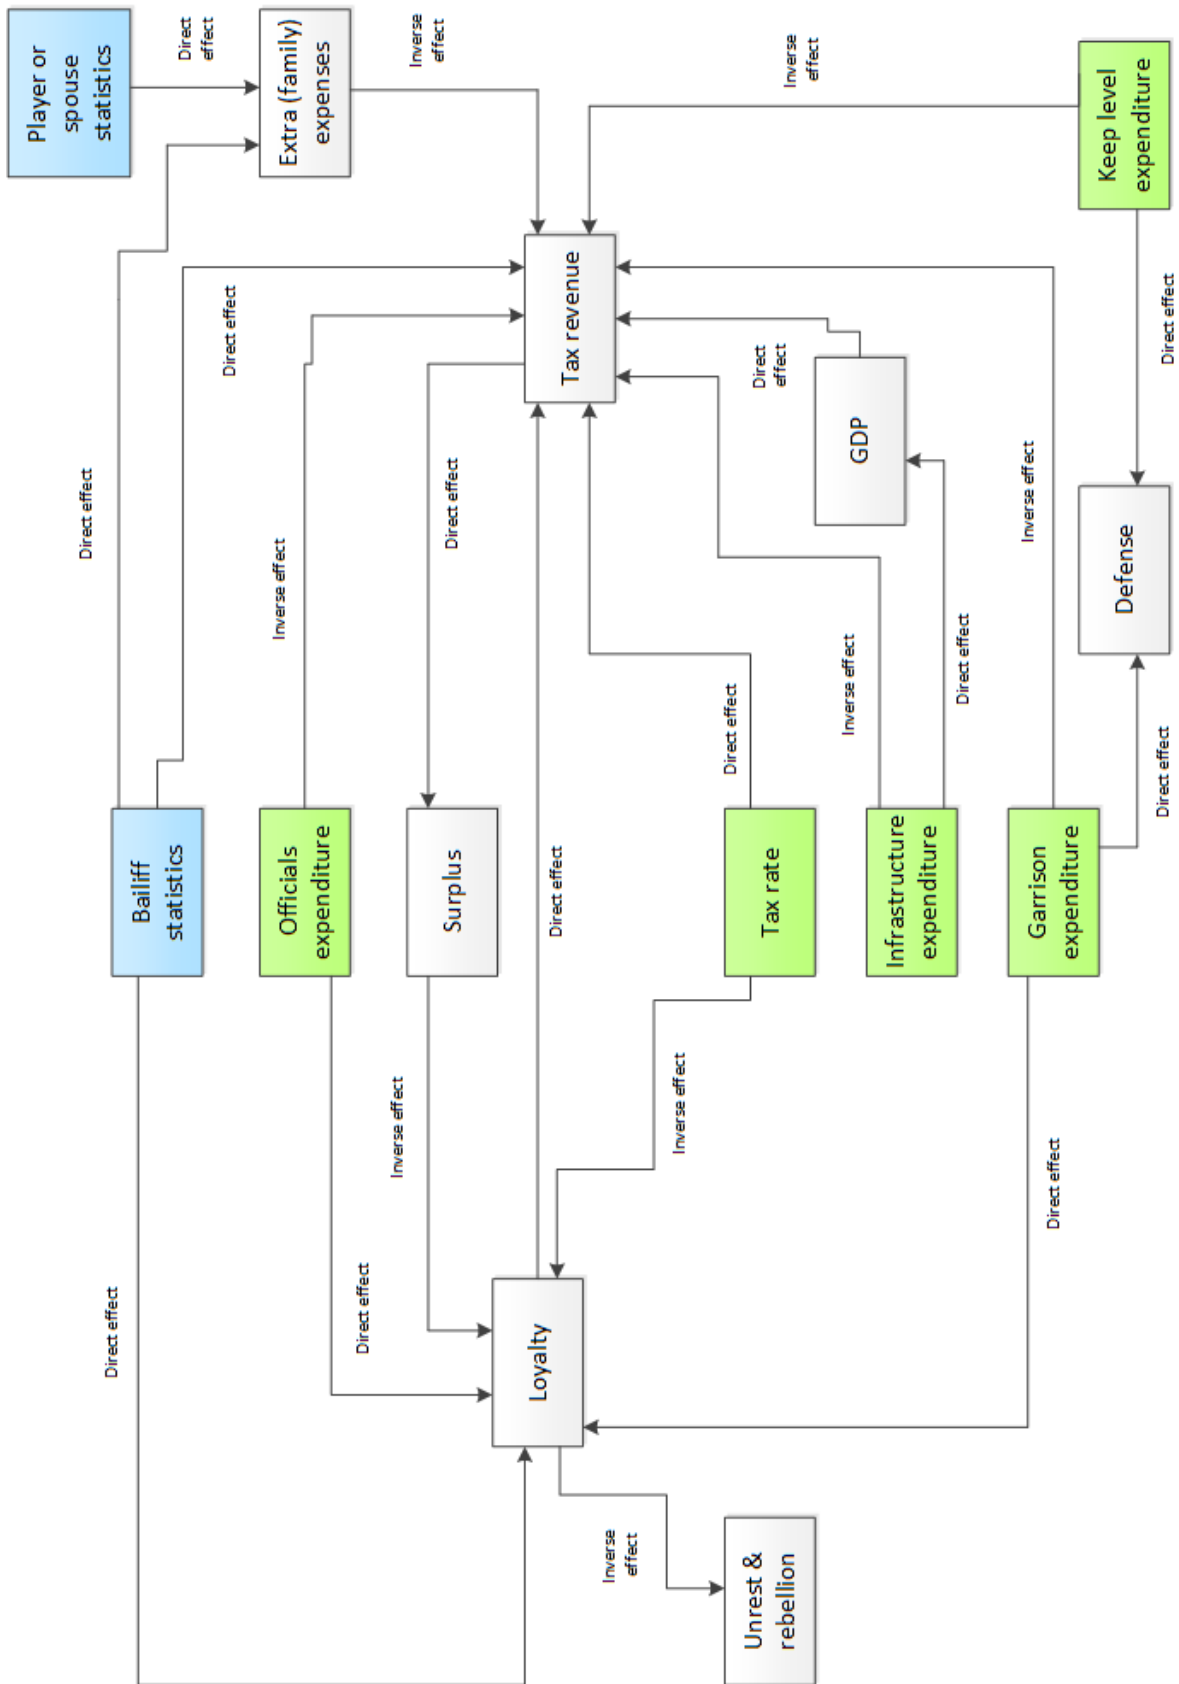 Player or
spouse
statistics
Direct
effect
Extra (family)
expenses
Inverse
effect
Inverse
effect
Keep level
expenditure
Direct effect
Direct effect
Direct effect
Inverse effect
Tax revenue
Direct effect
Direct
effect
GDP
Inverse effect
Defense
Direct effect
Inverse effect
Direct effect
Direct effect
Bailiff
statistics
Officials
expenditure
Surplus
Direct effect
Tax rate
Infrastructure
expenditure
Garrison
expenditure
Direct effect
Direct effect
Inverse effect
Inverse effect
Direct effect
Loyalty
Inverse
effect
Unrest &
rebellion